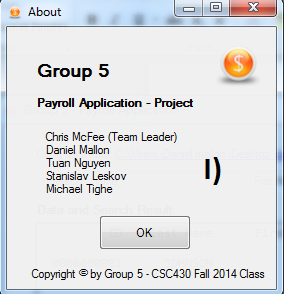 About
Group 5
$
Payroll Application - Project
Chris McFee (Team Leader)
Daniel Mallon
Tuan Nguyen
Stanislav Leskov
Michael Tighe
I)
OK
Copyright © by Group 5 - CSC430 Fall 2014 Class